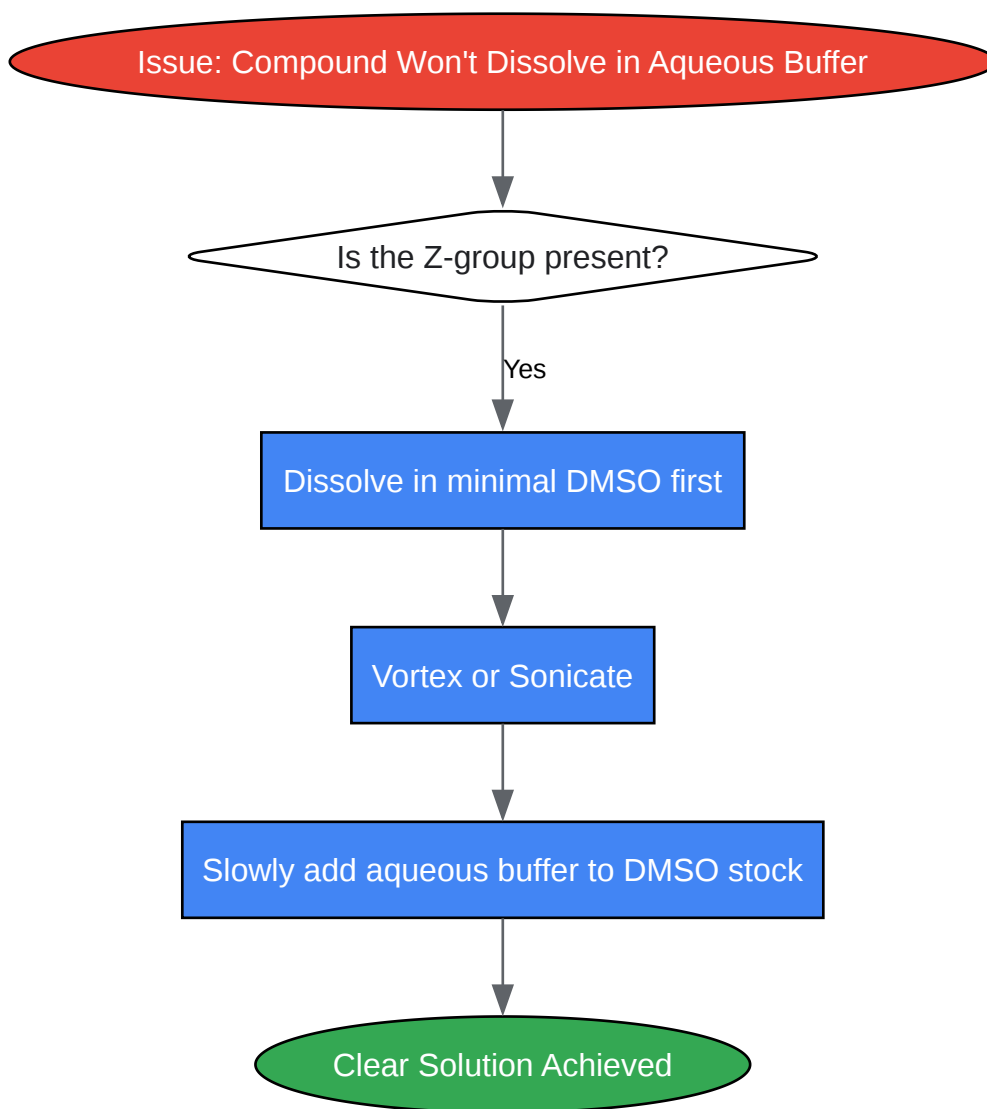 Issue: Compound Won't Dissolve in Aqueous Buffer
Is the Z-group present?
Yes
Dissolve in minimal DMSO first
Vortex or Sonicate
Slowly add aqueous buffer to DMSO stock
Clear Solution Achieved